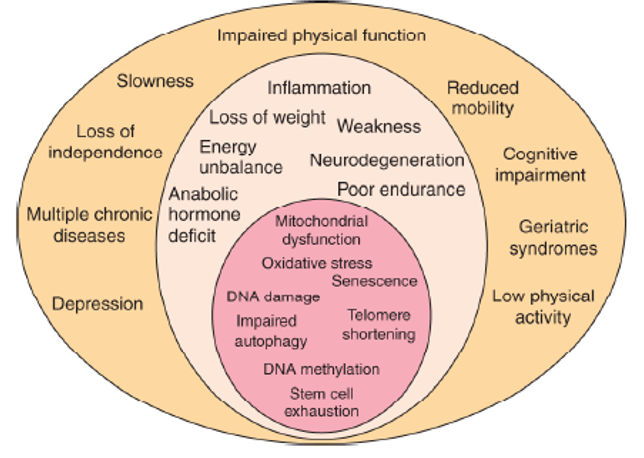 Impaired physical function
Slowness
Loss of
independence
Multiple chronic
diseases
Depression
Inflammation
Loss of weight
Weakness
Energy
unbalance
Neurodegeneration
Anabolic
hormone
deficit
Poor endurance
Mitochondrial
dysfunction
Oxidative stress
Senescence
DNA damage
Impaired
autophagy
Telomere
shortening
DNA methylation
Stem cell
exhaustion
Reduced
mobility
Cognitive
impairment
Geriatric
syndromes
Low physical
activity